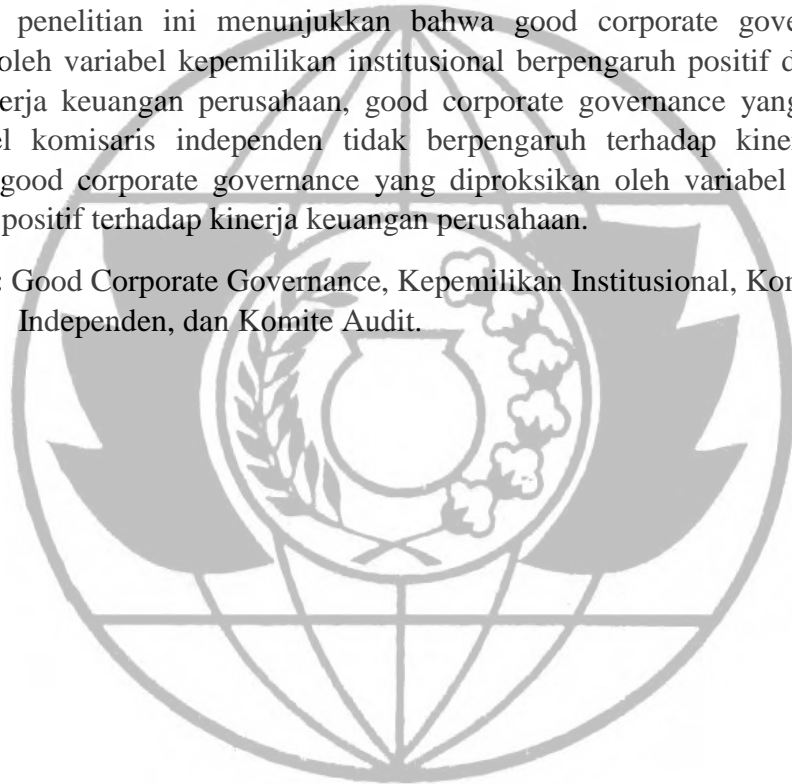 penelitian ini menunjukkan bahwa good corporate gove
oleh variabel kepemilikan institusional berpengaruh positif d
erja keuangan perusahaan, good corporate governance yang
el komisaris independen tidak berpengaruh terhadap kiner
good corporate governance yang diproksikan oleh variabel
positif terhadap kinerja keuangan perusahaan.
: Good Corporate Governance, Kepemilikan Institusional, Kom
Independen, dan Komite Audit.